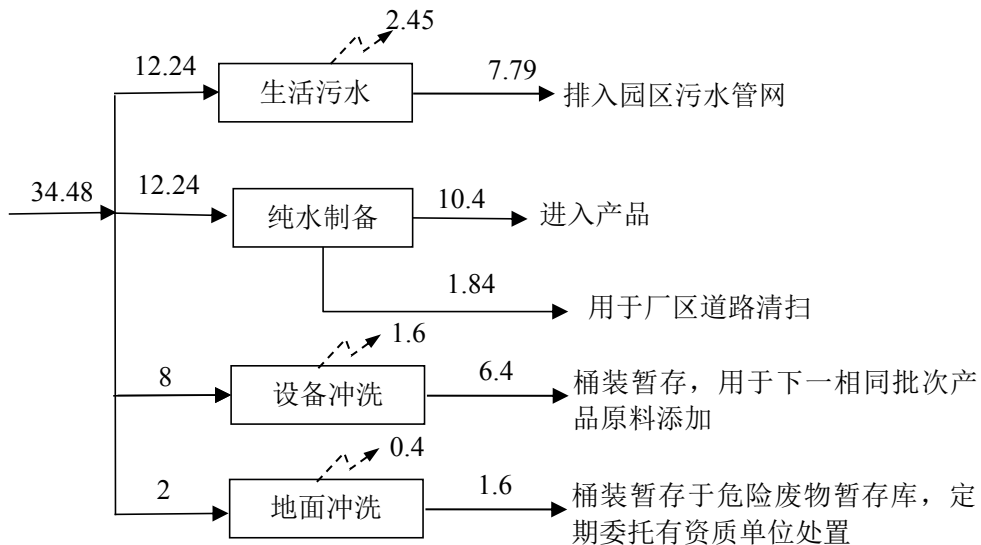 2.45
12.24
生活污水
7.79
排入园区污水管网
34.48
12.24
纯水制备
10.4
进入产品
1.84
用于厂区道路清扫
1.6
8
设备冲洗
6.4
桶装暂存，用于下一相同批次产
品原料添加
0.4
2
地面冲洗
1.6
桶装暂存于危险废物暂存库，定
期委托有资质单位处置